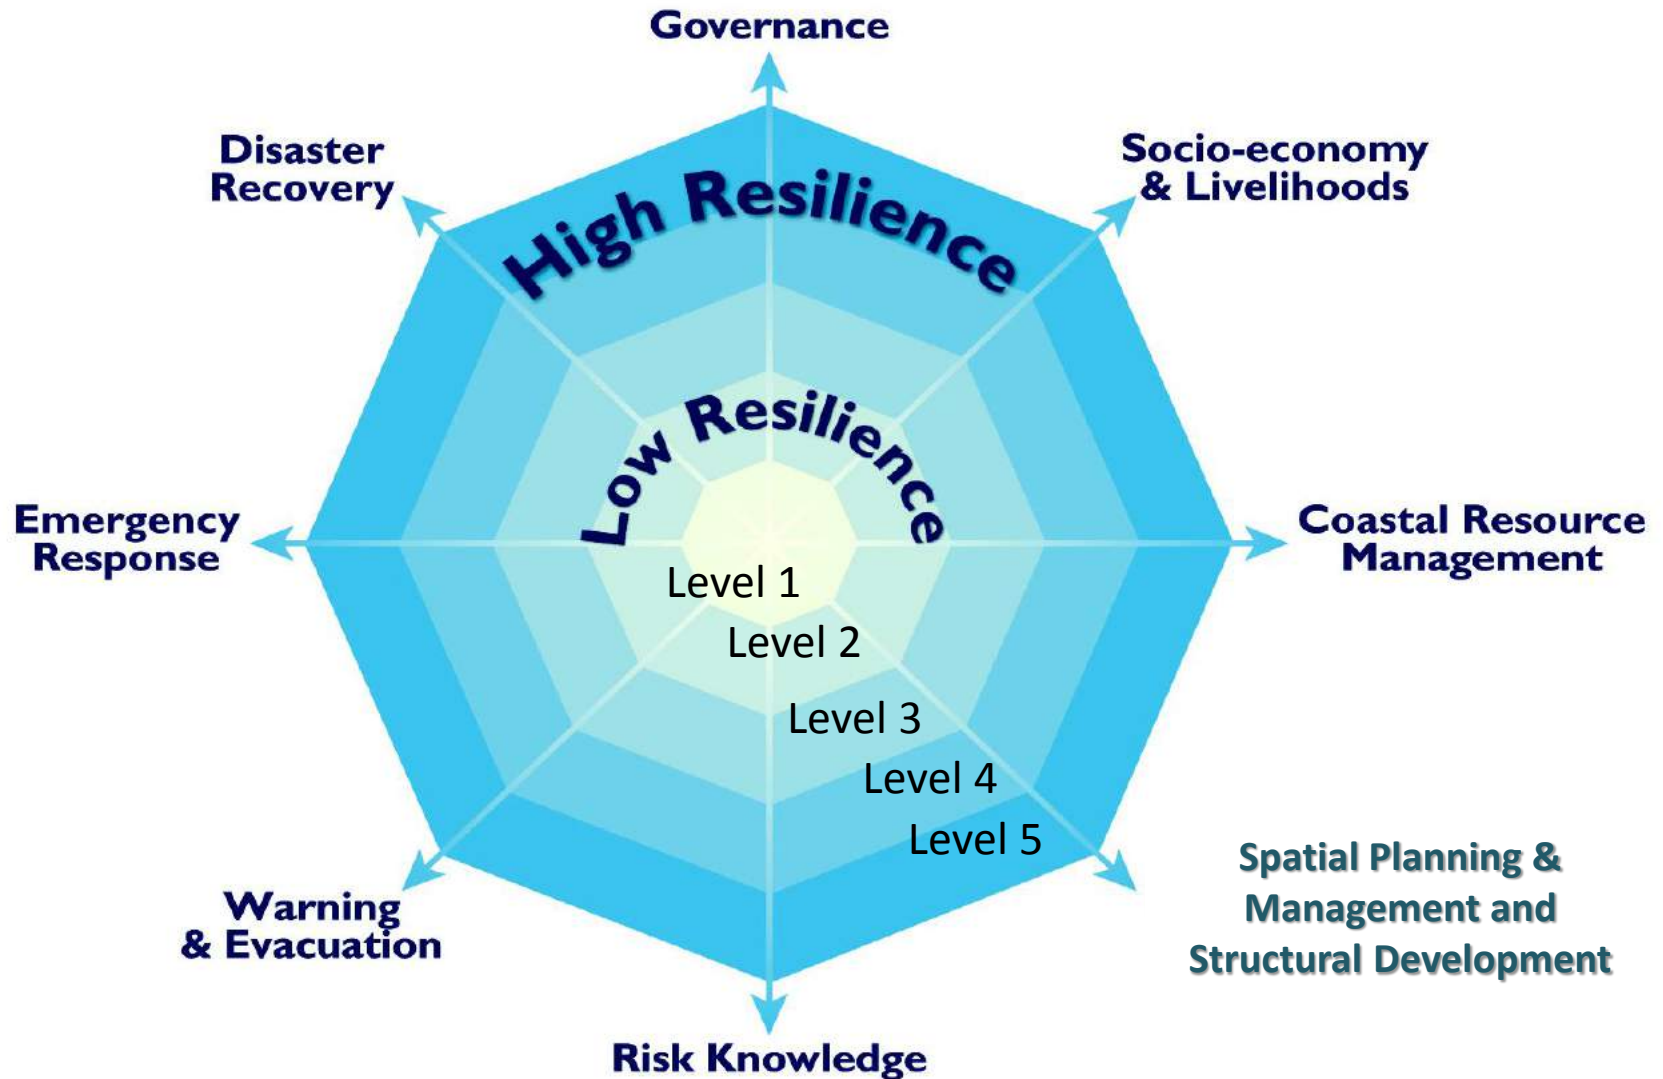 Governance
Disaster
Recovery
Socio-economy
& Livelihoods
High Resilience
Low Resilience
Emergency
Response
Coastal Resource
Management
Level 1
Level 2
Level 3
Level 4
Level 5
Spatial Planning &
Management and
Structural Development
Warning
& Evacuation
Risk Knowledge